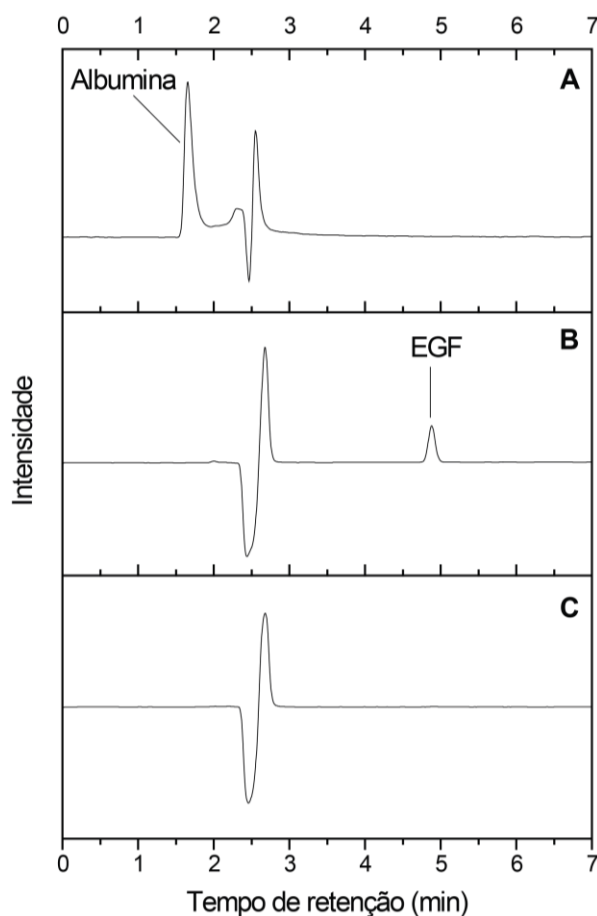 0 1 2 3 4 5 6 7
Albumina
A
EGF
B
C
Intensidade
0 1 2 3 4 5 6 7
Tempo de retenção (min)